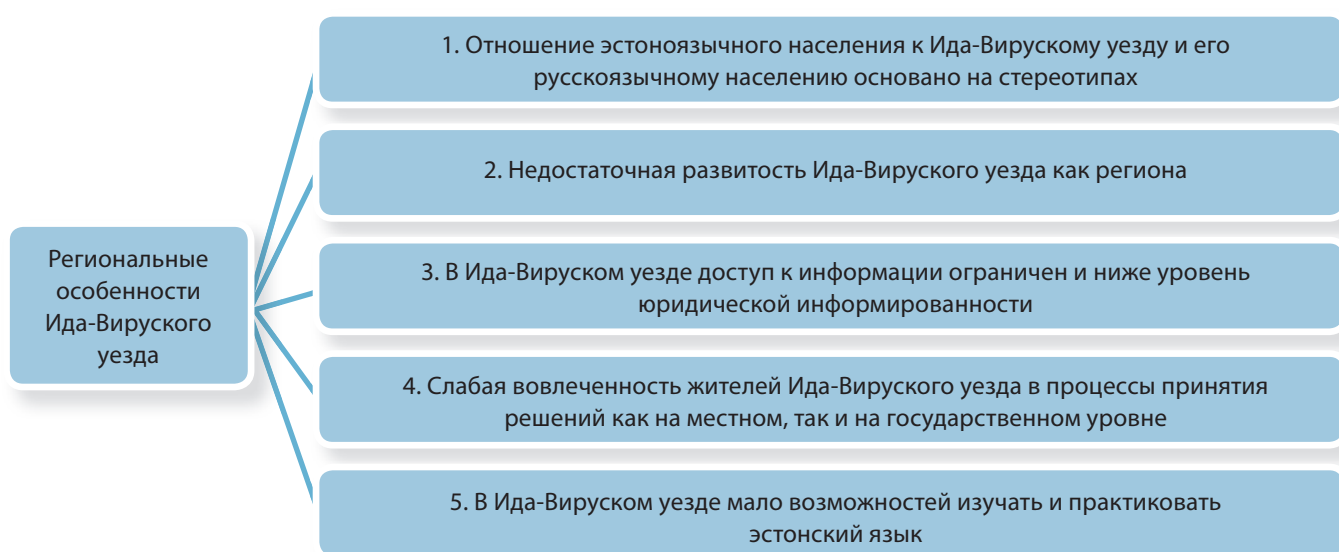 1. Отношение эстоноязычного населения к Ида-Вирускому уезду и его
русскоязычному населению основано на стереотипах
2. Недостаточная развитость Ида-Вируского уезда как региона
Региональные
особенности
Ида-Вируского
уезда
3. В Ида-Вируском уезде доступ к информации ограничен и ниже уровень
юридической информированности
4. Слабая вовлеченность жителей Ида-Вируского уезда в процессы принятия
решений как на местном, так и на государственном уровне
5. В Ида-Вируском уезде мало возможностей изучать и практиковать
эстонский язык